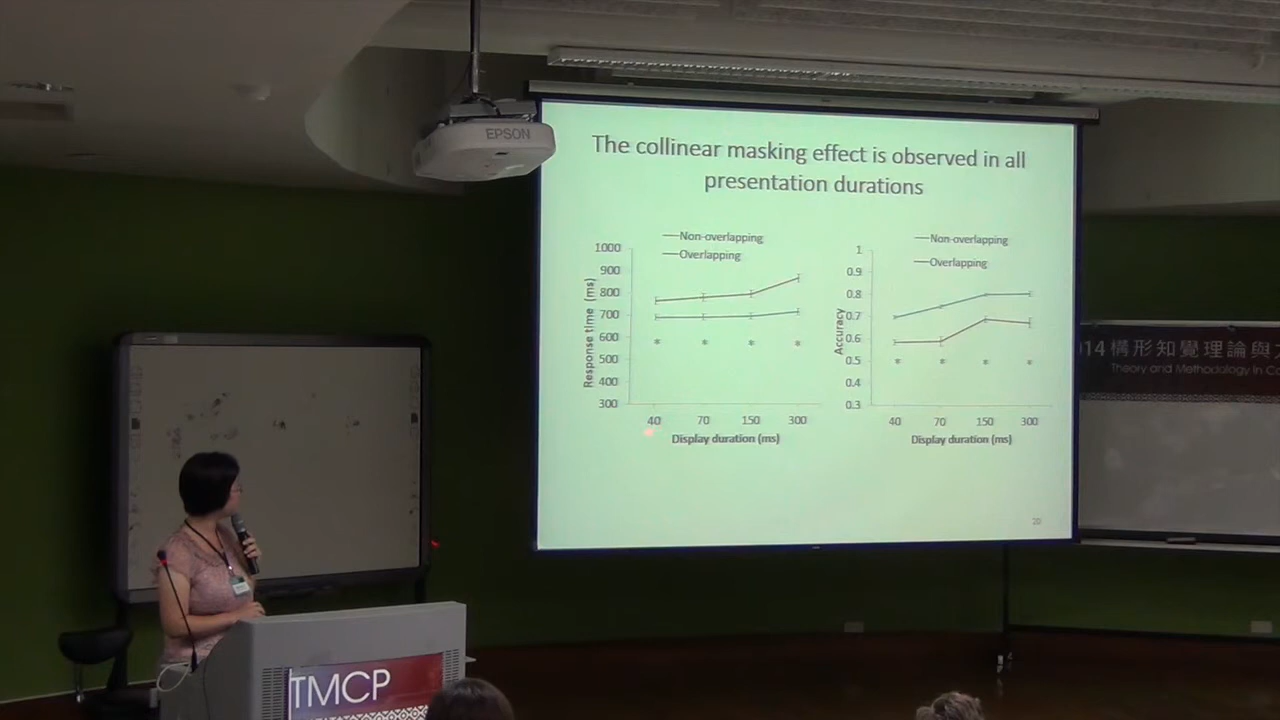 EPSON
The collinear masking effect is observed in all
presentation durations
Non-overlapping
Overlapping
1000
900
800
700
600
500
400
300
Response time (ms)
* * * *
40 70 150 300
Display duration (ms)
Non-overlapping
Overlapping
1
0.9
0.8
0.7
0.6
0.5
0.4
0.3
Accuracy
* * * *
40 70 150 300
Display duration (ms)
20
14 構形知覺理論與
Theory and Methodology in
TMCP